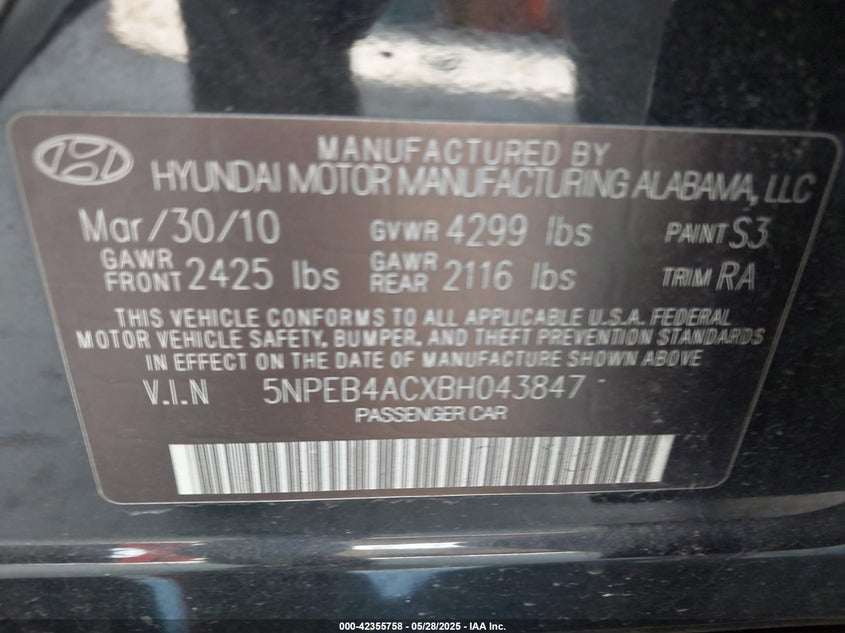 MANUFACTURED BY
HYUNDAI MOTOR MANUFACTURING ALABAMA, LLC
Mar/30/10 GVWR 4299 lbs PAINT S3
GAWR FRONT 2425 lbs GAWR REAR 2116 lbs TRIM RA
THIS VEHICLE CONFORMS TO ALL APPLICABLE U.S.A. FEDERAL
MOTOR VEHICLE SAFETY, BUMPER, AND THEFT PREVENTION STANDARDS
IN EFFECT ON THE DATE OF MANUFACTURE SHOWN ABOVE
V.I.N 5NPEB4ACXBH043847
PASSENGER CAR
000-42355758 - 05/28/2025 - IAA Inc.